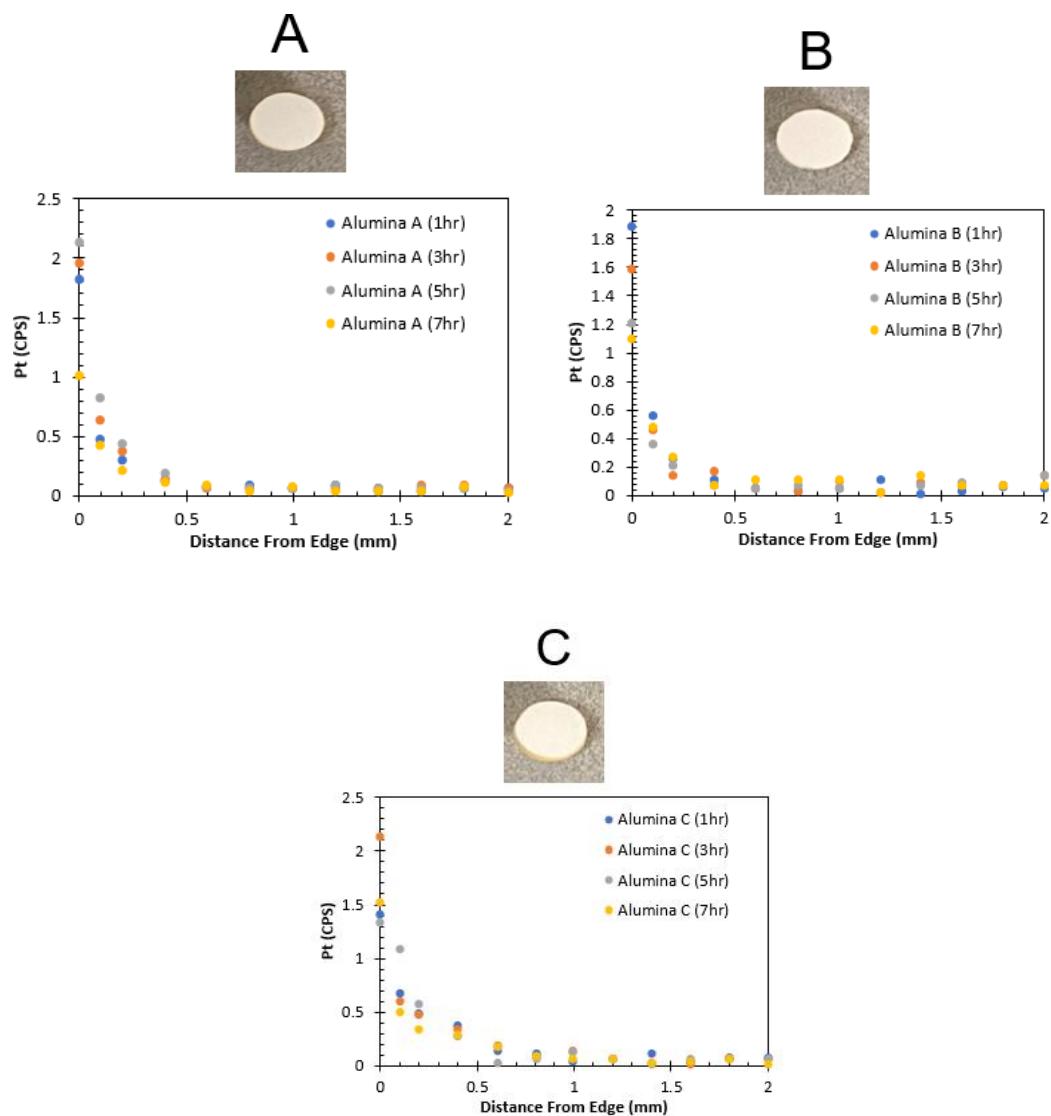 A
B
2.5
2
1.5
1
0.5
0
Pt (CPS)
Alumina A (1hr)
Alumina A (3hr)
Alumina A (5hr)
Alumina A (7hr)
0 0.5 1 1.5 2
Distance From Edge (mm)
2
1.8
1.6
1.4
1.2
1
0.8
0.6
0.4
0.2
0
Pt (CPS)
Alumina B (1hr)
Alumina B (3hr)
Alumina B (5hr)
Alumina B (7hr)
0 0.5 1 1.5 2
Distance From Edge (mm)
C
2.5
2
1.5
1
0.5
0
Pt (CPS)
Alumina C (1hr)
Alumina C (3hr)
Alumina C (5hr)
Alumina C (7hr)
0 0.5 1 1.5 2
Distance From Edge (mm)